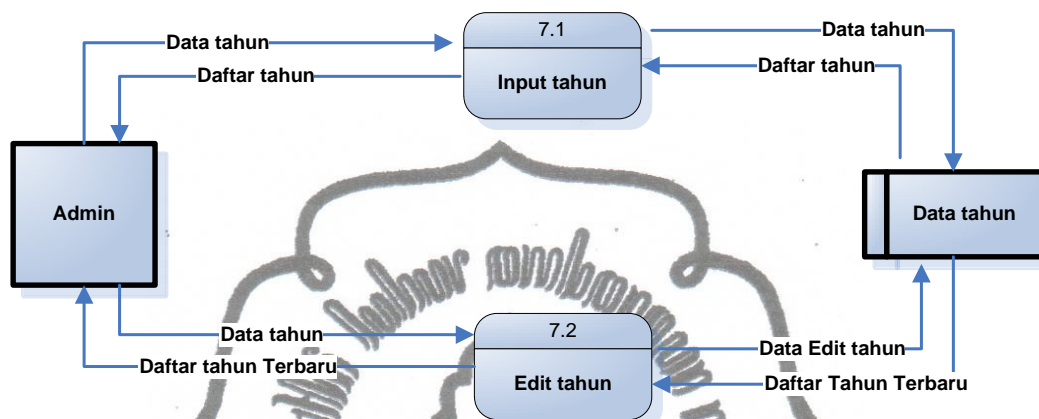 7.1
Data tahun
Data tahun
Daftar tahun
Input tahun
Daftar tahun
Admin
Data tahun
7.2
Data tahun
Data Edit tahun
Daftar tahun Terbaru
Edit tahun
Daftar Tahun Terbaru